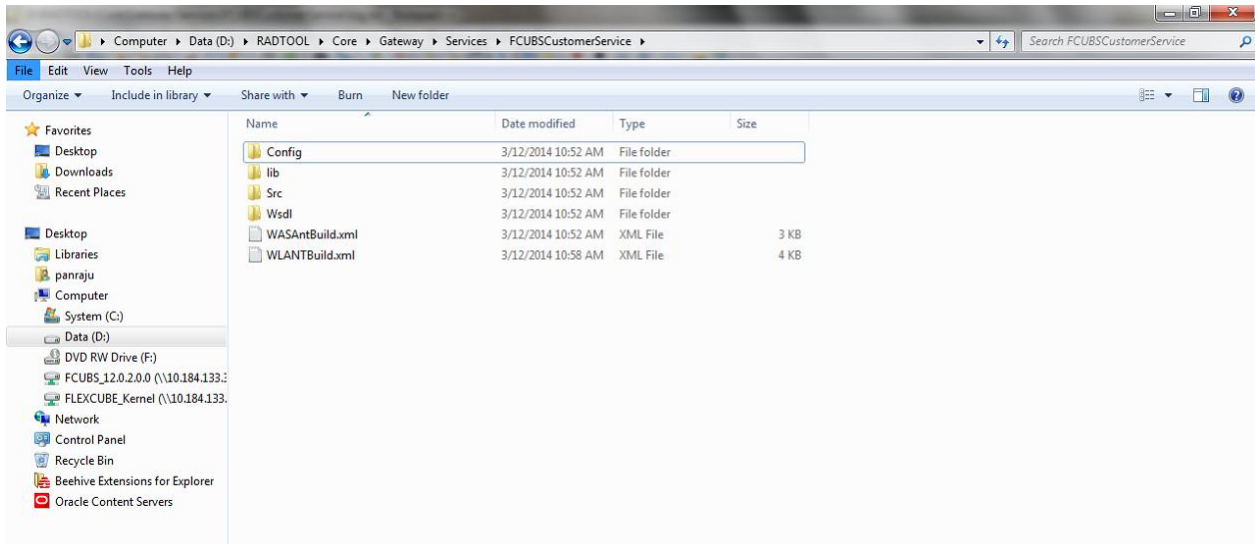 Computer ▸ Data (D:) ▸ RADTOOL ▸ Core ▸ Gateway ▸ Services ▸ FCUBSCustomerService ▸
Search FCUBSCustomerService
File Edit View Tools Help
Organize Include in library Share with Burn New folder
Name Date modified Type Size
Favorites
Desktop
Downloads
Recent Places
Desktop
Libraries
panraju
Computer
System (C:)
Data (D:)
DVD RW Drive (F:)
FCUBS_12.0.2.0.0 (\\10.184.133.3
FLEXCUBE_Kernel (\\10.184.133.
Network
Control Panel
Recycle Bin
Beehive Extensions for Explorer
Oracle Content Servers
Config 3/12/2014 10:52 AM File folder
lib 3/12/2014 10:52 AM File folder
Src 3/12/2014 10:52 AM File folder
Wsdl 3/12/2014 10:52 AM File folder
WASAntBuild.xml 3/12/2014 10:52 AM XML File 3 KB
WLANTBuild.xml 3/12/2014 10:58 AM XML File 4 KB